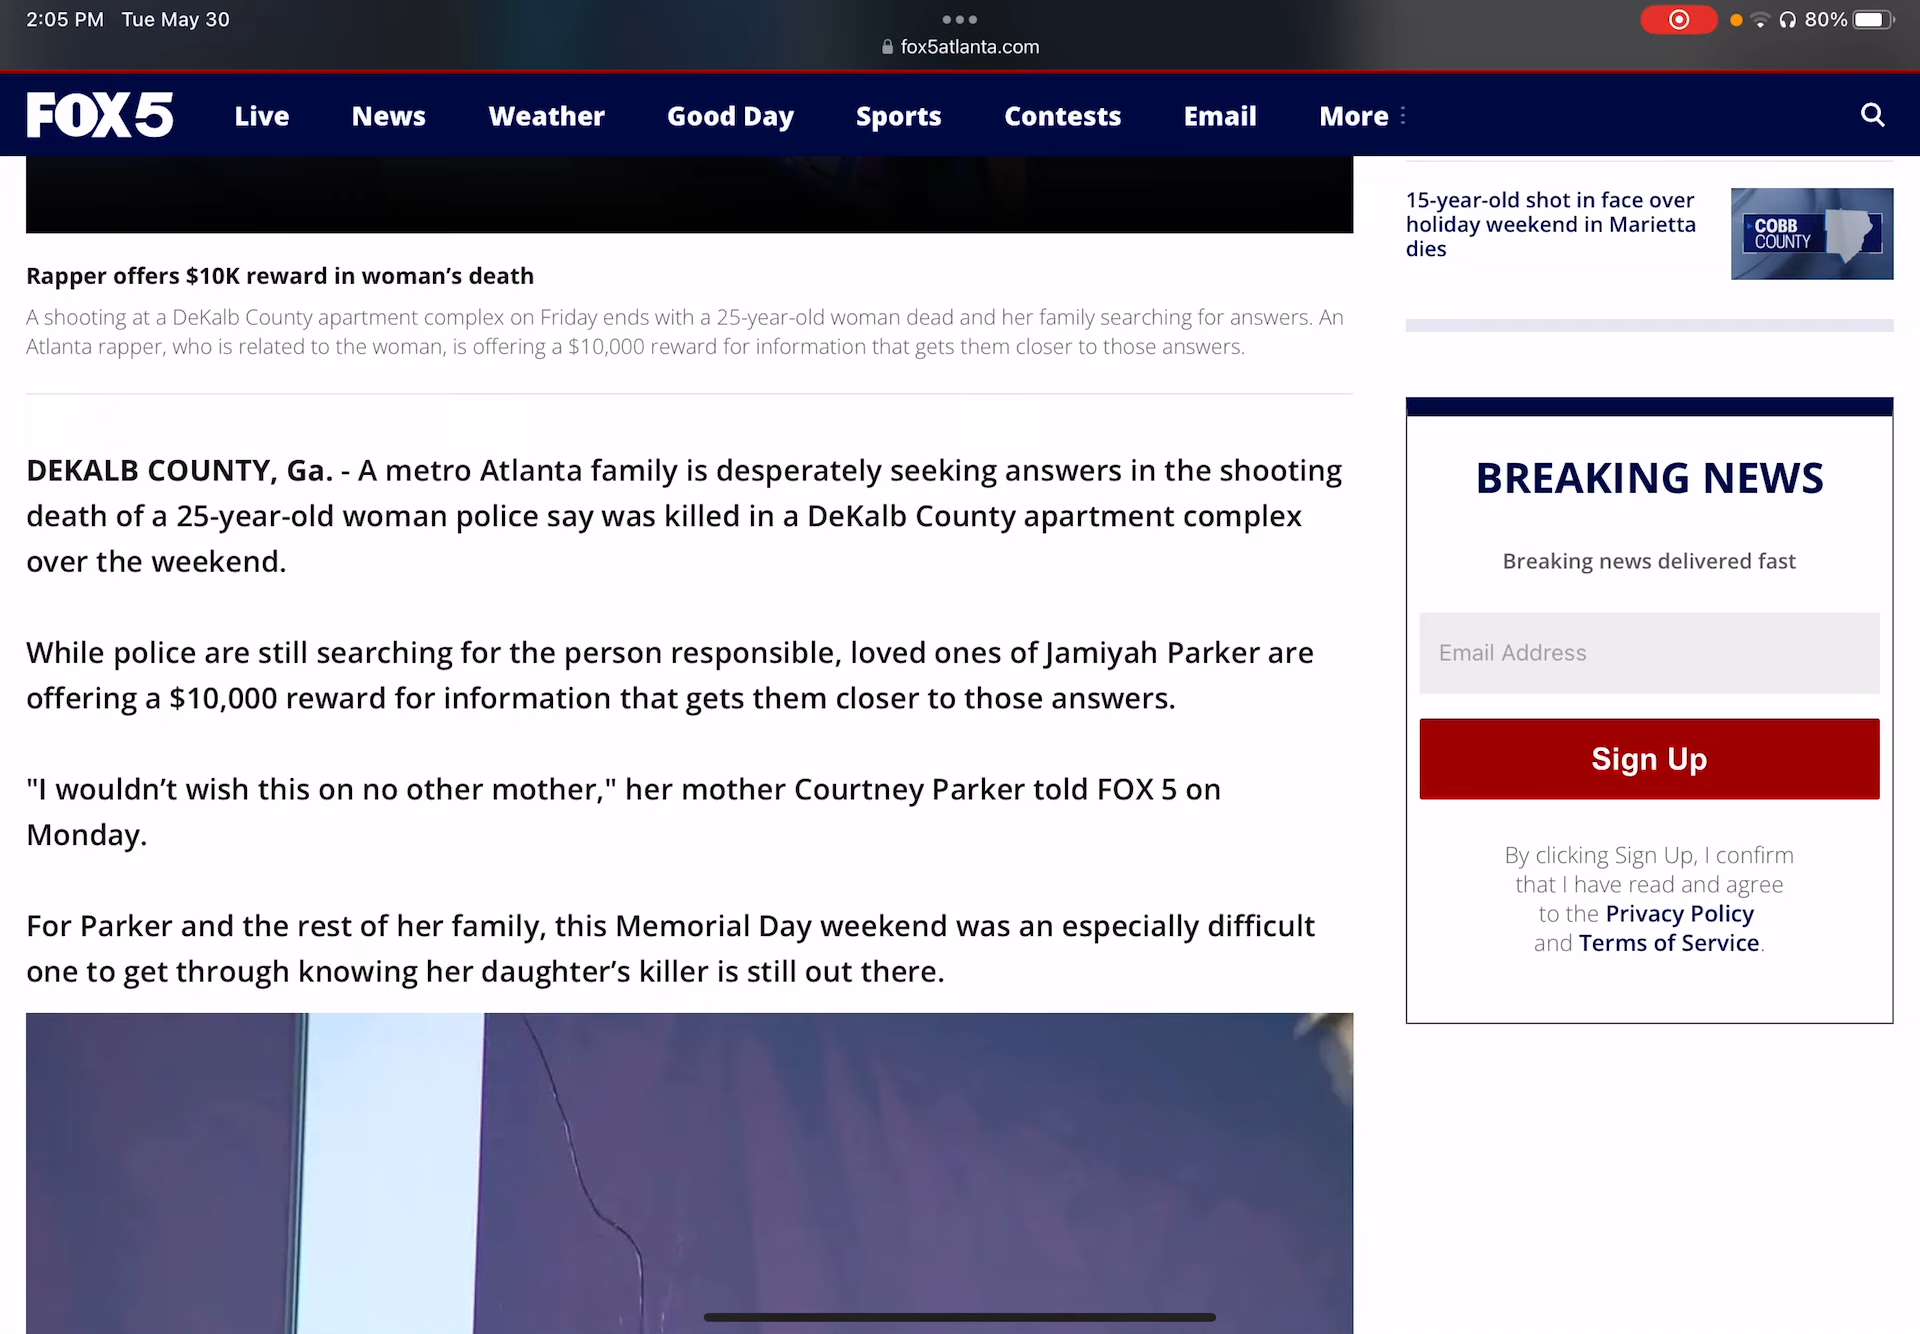 2:05 PM Tue May 30
80%
fox5atlanta.com
FOX 5
Live
News
Weather
Good Day
Sports
Contests
Email
More
Rapper offers $10K reward in woman’s death
A shooting at a DeKalb County apartment complex on Friday ends with a 25-year-old woman dead and her family searching for answers. An
Atlanta rapper, who is related to the woman, is offering a $10,000 reward for information that gets them closer to those answers.
DEKALB COUNTY, Ga. - A metro Atlanta family is desperately seeking answers in the shooting
death of a 25-year-old woman police say was killed in a DeKalb County apartment complex
over the weekend.
While police are still searching for the person responsible, loved ones of Jamiyah Parker are
offering a $10,000 reward for information that gets them closer to those answers.
"I wouldn’t wish this on no other mother," her mother Courtney Parker told FOX 5 on
Monday.
For Parker and the rest of her family, this Memorial Day weekend was an especially difficult
one to get through knowing her daughter’s killer is still out there.
15-year-old shot in face over
holiday weekend in Marietta
dies
COBB
COUNTY
BREAKING NEWS
Breaking news delivered fast
Email Address
Sign Up
By clicking Sign Up, I confirm
that I have read and agree
to the Privacy Policy
and Terms of Service.